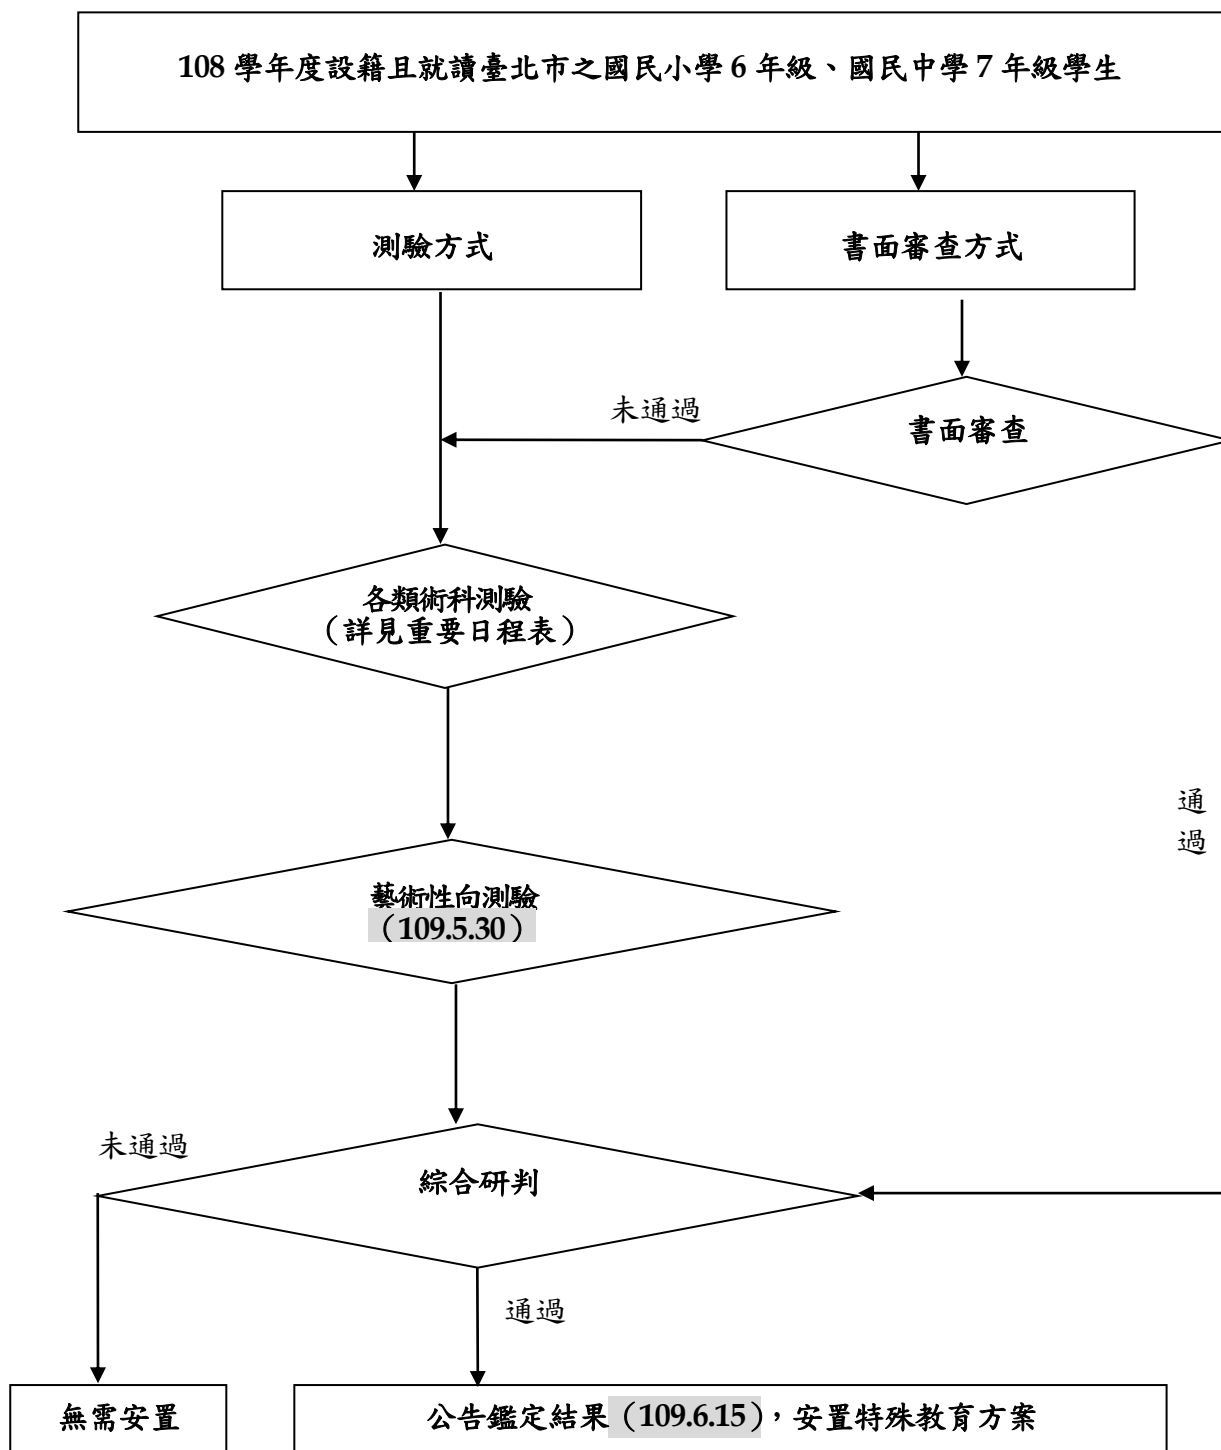 108 學年度設籍且就讀臺北市之國民小學 6 年級、國民中學 7 年級學生
測驗方式
書面審查方式
未通過
書面審查
各類術科測驗
（詳見重要日程表）
通
過
藝術性向測驗
（109.5.30）
未通過
綜合研判
通過
無需安置
公告鑑定結果（109.6.15），安置特殊教育方案